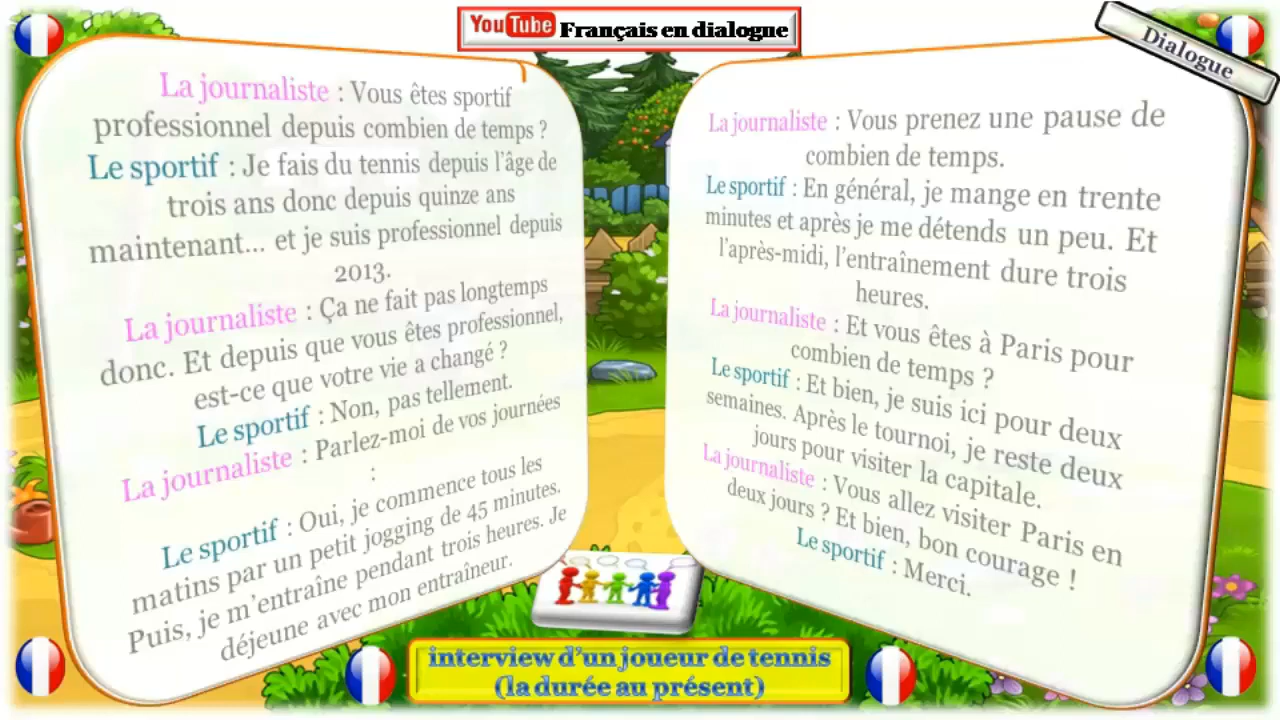 YouTube Français en dialogue
Dialogue
La journaliste : Vous êtes sportif
professionnel depuis combien de temps ?
Le sportif : Je fais du tennis depuis l'âge de
trois ans donc depuis quinze ans
maintenant... et je suis professionnel depuis
2013.
La journaliste : Ça ne fait pas longtemps
donc. Et depuis que vous êtes professionnel,
est-ce que votre vie a changé ?
Le sportif : Non, pas tellement.
La journaliste : Parlez-moi de vos journées
:
Le sportif : Oui, je commence tous les
matins par un petit jogging de 45 minutes.
Puis, je m'entraîne pendant trois heures. Je
déjeune avec mon entraîneur.
La journaliste : Vous prenez une pause de
combien de temps.
Le sportif : En général, je mange en trente
minutes et après je me détends un peu. Et
l'après-midi, l'entraînement dure trois
heures.
La journaliste : Et vous êtes à Paris pour
combien de temps ?
Le sportif : Et bien, je suis ici pour deux
semaines. Après le tournoi, je reste deux
jours pour visiter la capitale.
La journaliste : Vous allez visiter Paris en
deux jours ? Et bien, bon courage !
Le sportif : Merci.
interview d'un joueur de tennis
(la durée au présent)